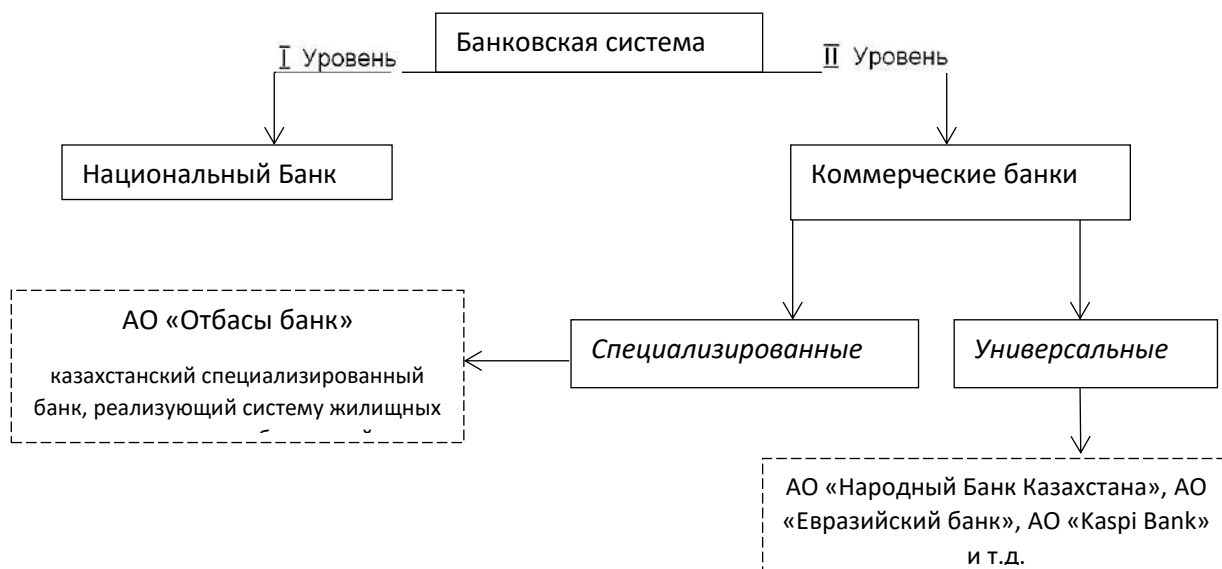 Банковская система
I Уровень
II Уровень
Национальный Банк
Коммерческие банки
АО «Отбасы банк»
казахстанский специализированный
банк, реализующий систему жилищных
Специализированные
Универсальные
АО «Народный Банк Казахстана», АО
«Евразийский банк», АО «Kaspi Bank»
и т.д.